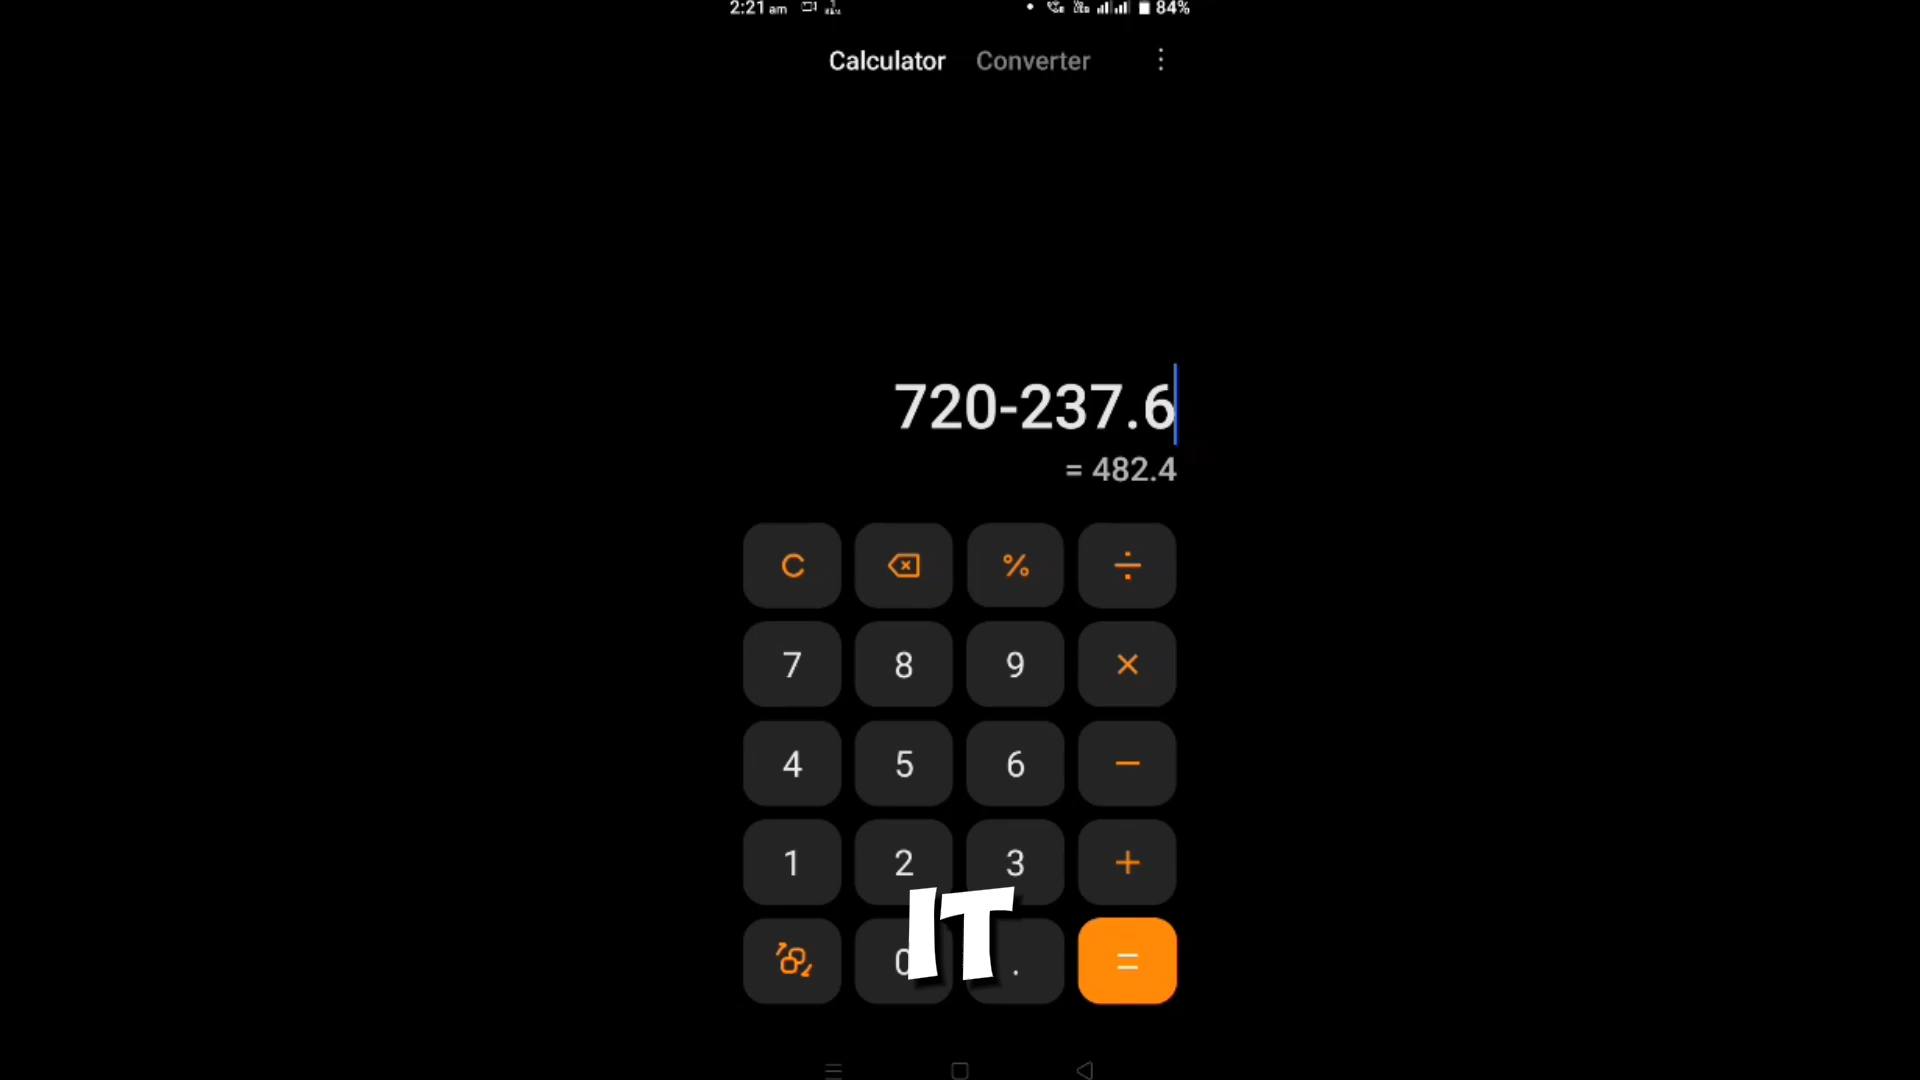 2:21 am 84%
Calculator Converter
720-237.6
= 482.4
C % ÷
7 8 9 ×
4 5 6 −
1 2 3 +
0 . =
IT